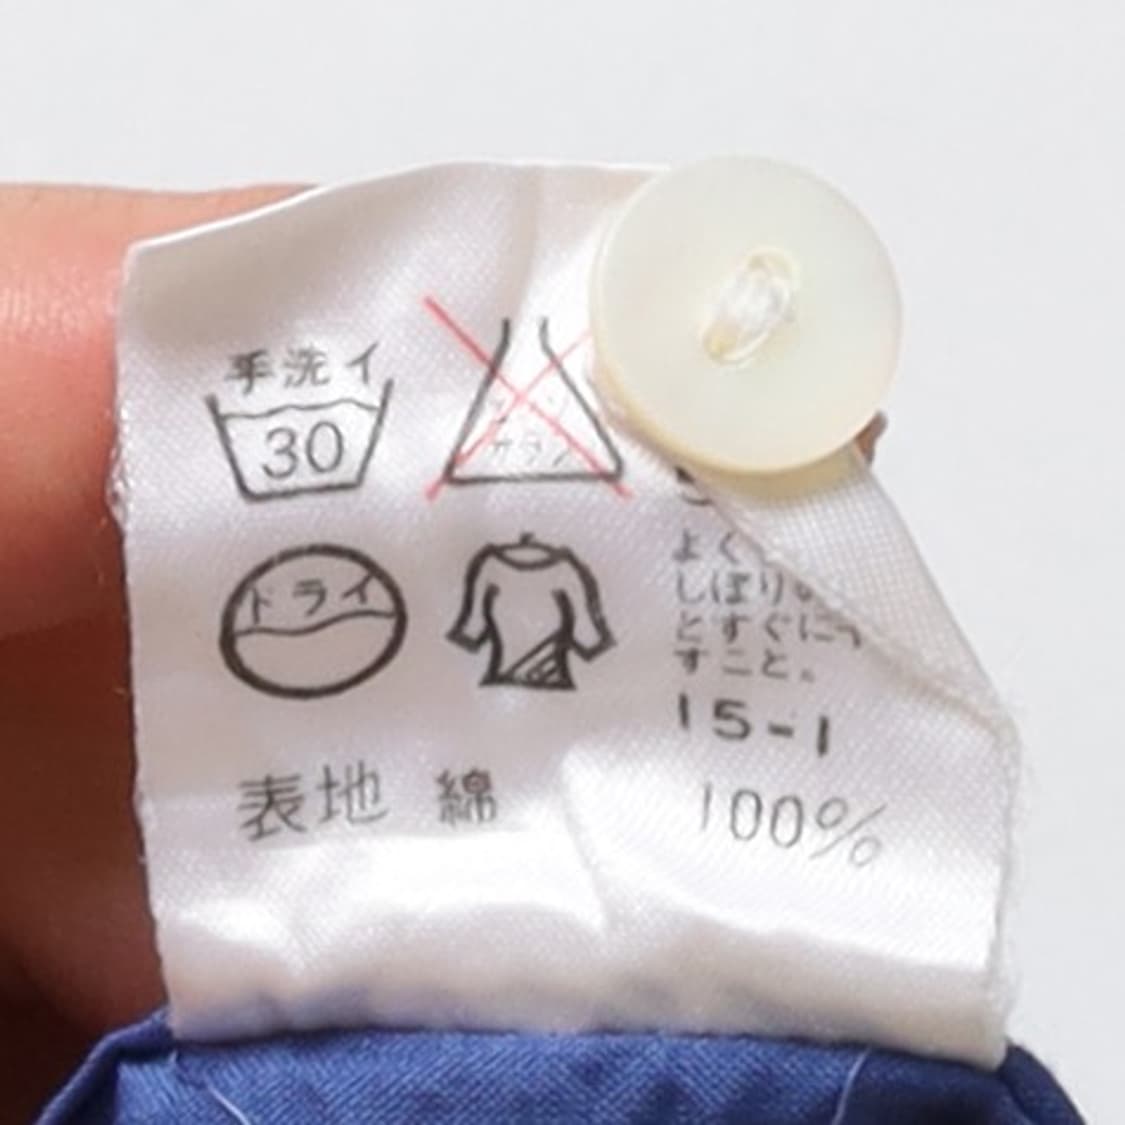 手洗イ
30
ドライ
よく
しぼり
とすぐに
すこと。
15-1
表地 綿 100%